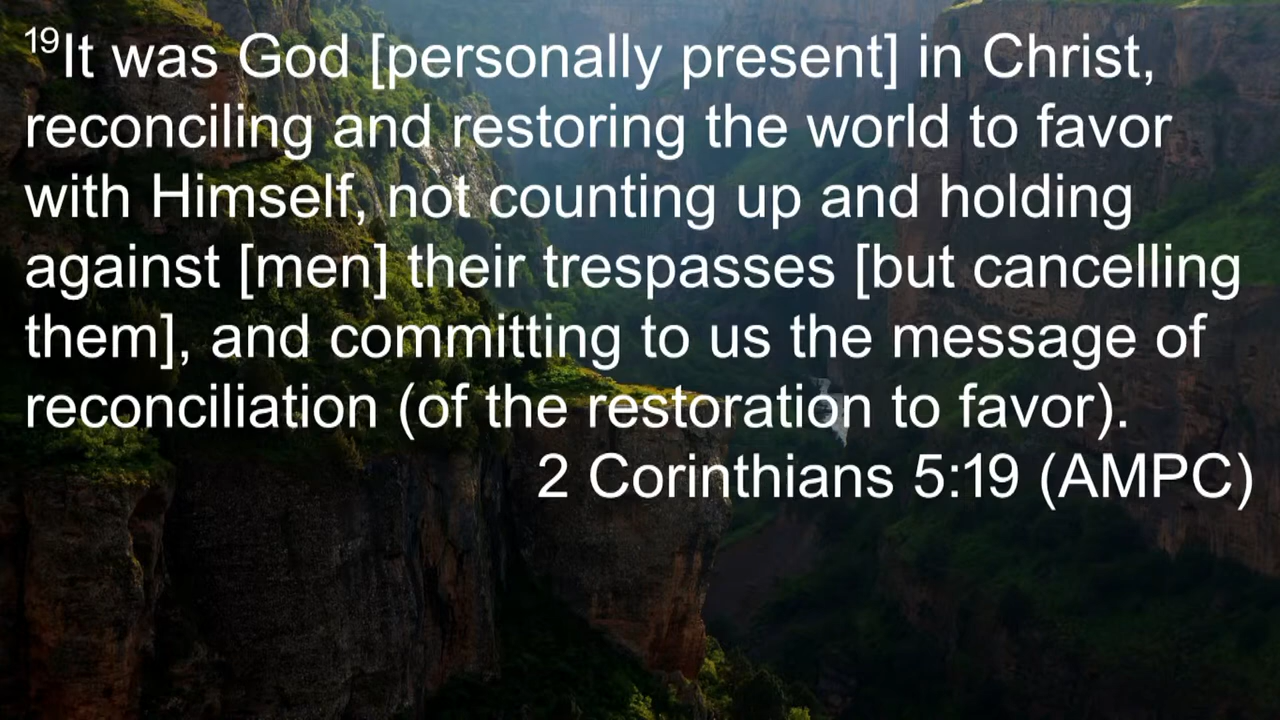 19It was God [personally present] in Christ,
reconciling and restoring the world to favor
with Himself, not counting up and holding
against [men] their trespasses [but cancelling
them], and committing to us the message of
reconciliation (of the restoration to favor).
2 Corinthians 5:19 (AMPC)